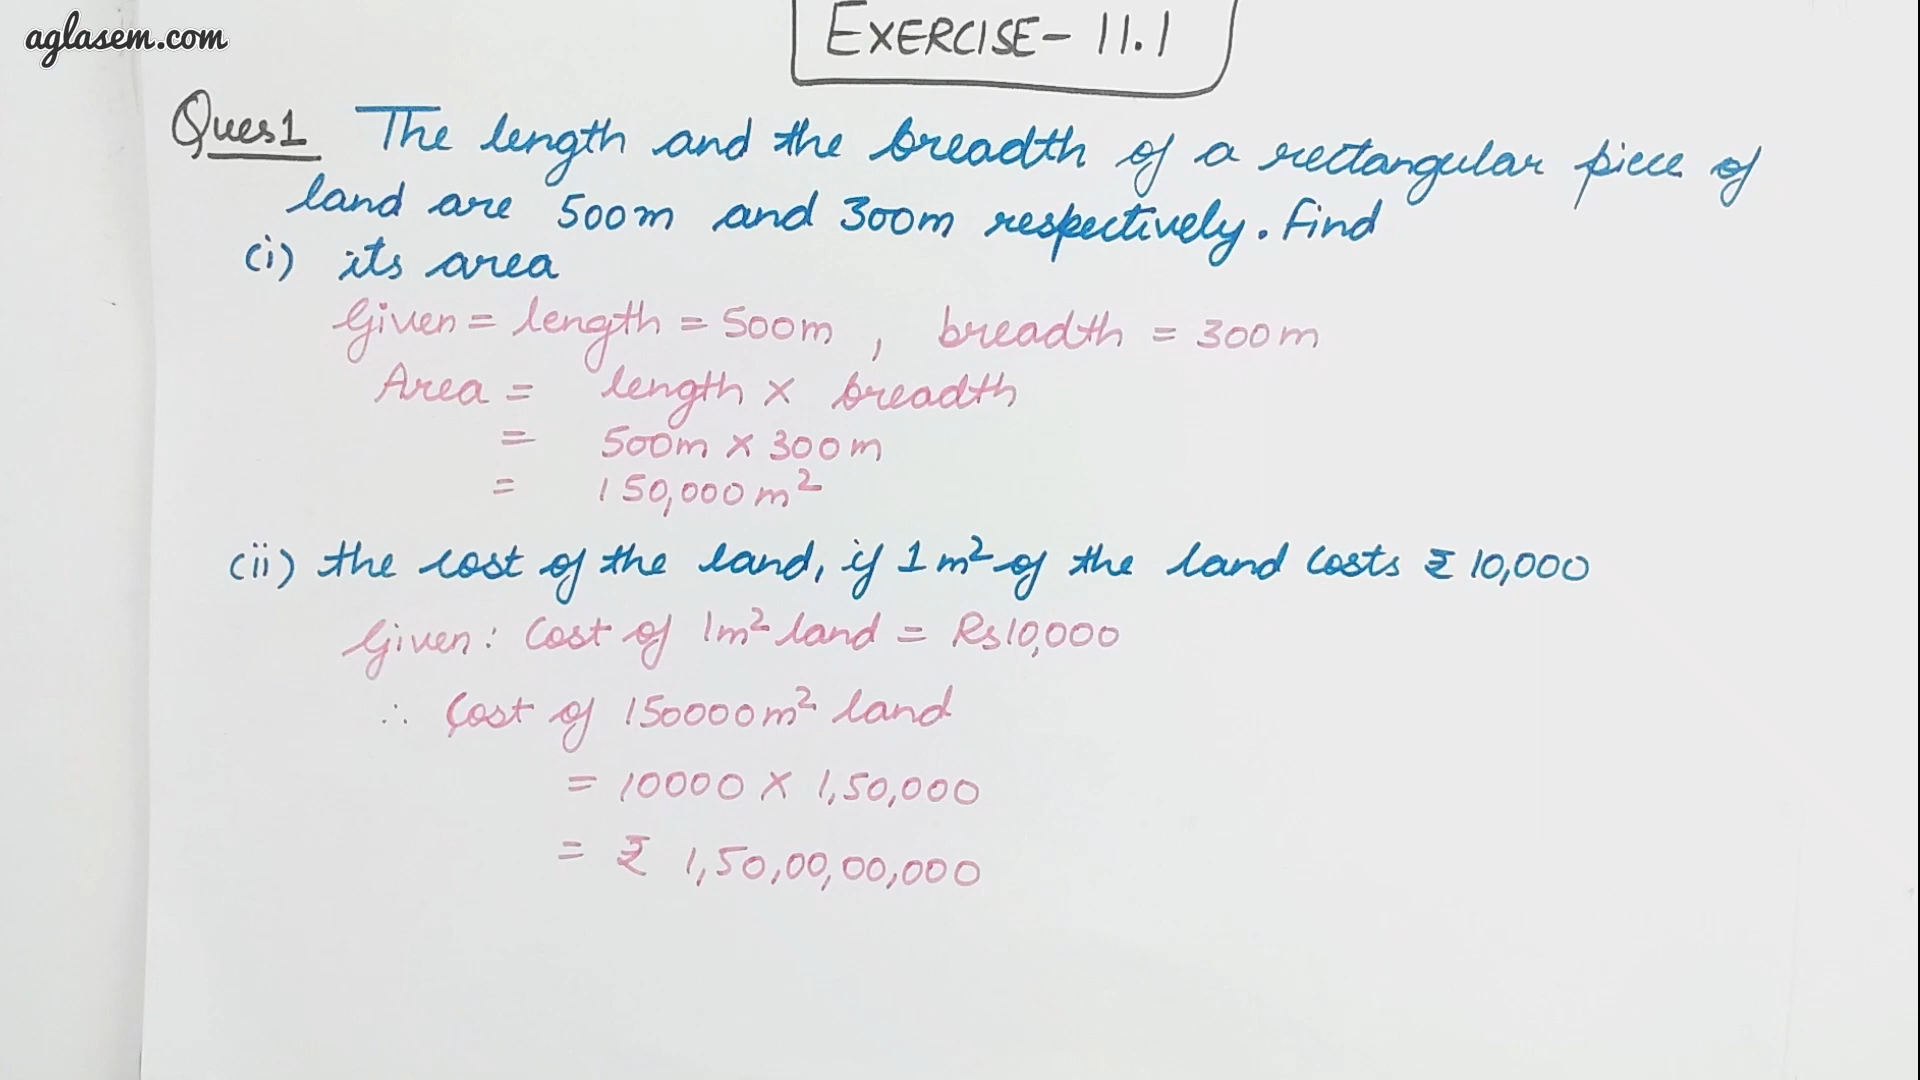 aglasem.com
EXERCISE- 11.1
Ques1 The length and the breadth of a rectangular piece of
land are 500m and 300m respectively. Find
(i) its area
Given = length = 500m , breadth = 300m
Area = length × breadth
= 500m × 300m
= 150,000 m²
(ii) the cost of the land, if 1 m² of the land costs ₹ 10,000
Given: Cost of 1m² land = Rs10,000
∴ Cost of 150000m² land
= 10000 × 1,50,000
= ₹ 1,50,00,00,000